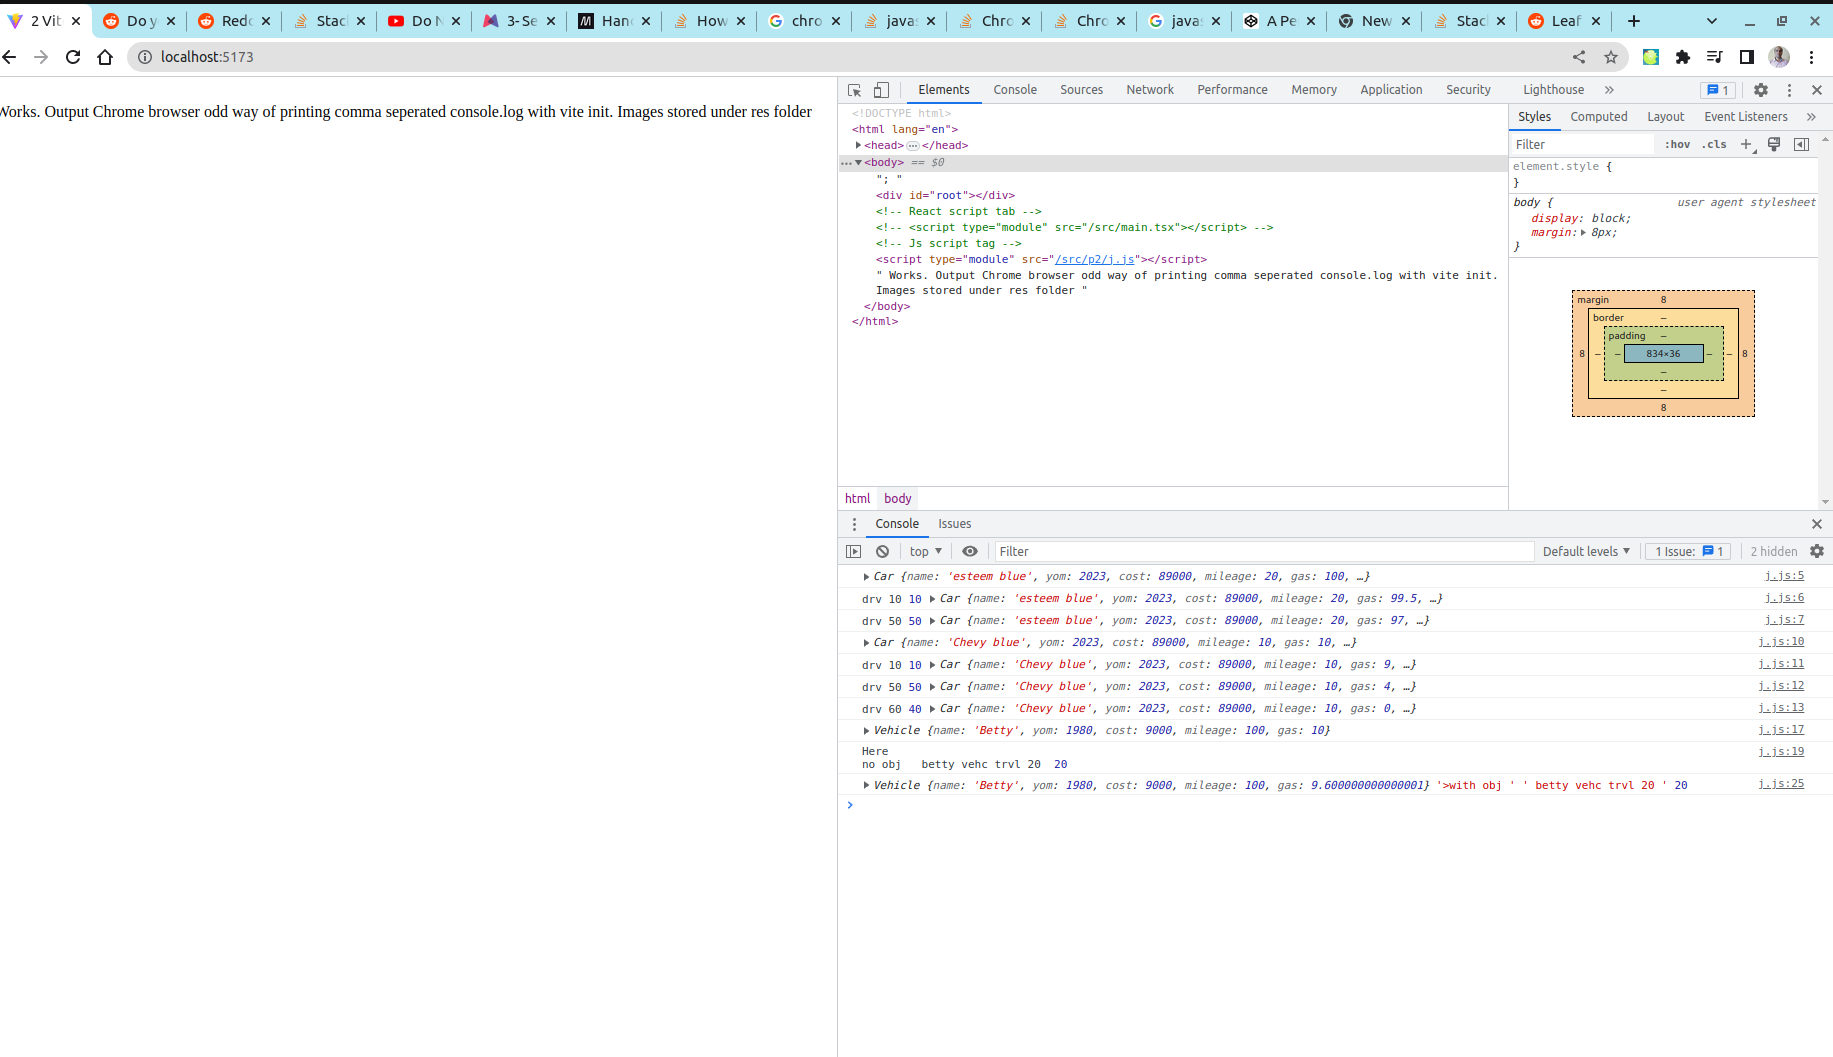 2 Vit
Do y
Redd
Stac
Do N
3- Se
Hand
How
chro
javas
Chro
Chro
javas
A Pe
New
Stac
Leaf
localhost:5173
Works. Output Chrome browser odd way of printing comma seperated console.log with vite init. Images stored under res folder
Elements Console Sources Network Performance Memory Application Security Lighthouse » 1
<!DOCTYPE html>
<html lang="en">
<head>…</head>
<body> == $0
"; "
<div id="root"></div>
<!-- React script tab -->
<!-- <script type="module" src="/src/main.tsx"></script> -->
<!-- Js script tag -->
<script type="module" src="/src/p2/j.js"></script>
" Works. Output Chrome browser odd way of printing comma seperated console.log with vite init.
Images stored under res folder "
</body>
</html>
html body
Styles Computed Layout Event Listeners »
Filter :hov .cls +
element.style {
}
body { user agent stylesheet
display: block;
margin: 8px;
}
margin 8
border –
padding –
8 – – 834×36 – – 8
–
–
8
Console Issues
top Filter Default levels 1 Issue: 1 2 hidden
Car {name: 'esteem blue', yom: 2023, cost: 89000, mileage: 20, gas: 100, …} j.js:5
drv 10 10 Car {name: 'esteem blue', yom: 2023, cost: 89000, mileage: 20, gas: 99.5, …} j.js:6
drv 50 50 Car {name: 'esteem blue', yom: 2023, cost: 89000, mileage: 20, gas: 97, …} j.js:7
Car {name: 'Chevy blue', yom: 2023, cost: 89000, mileage: 10, gas: 10, …} j.js:10
drv 10 10 Car {name: 'Chevy blue', yom: 2023, cost: 89000, mileage: 10, gas: 9, …} j.js:11
drv 50 50 Car {name: 'Chevy blue', yom: 2023, cost: 89000, mileage: 10, gas: 4, …} j.js:12
drv 60 40 Car {name: 'Chevy blue', yom: 2023, cost: 89000, mileage: 10, gas: 0, …} j.js:13
Vehicle {name: 'Betty', yom: 1980, cost: 9000, mileage: 100, gas: 10} j.js:17
Here j.js:19
no obj betty vehc trvl 20 20
Vehicle {name: 'Betty', yom: 1980, cost: 9000, mileage: 100, gas: 9.600000000000001} '>with obj ' ' betty vehc trvl 20 ' 20 j.js:25